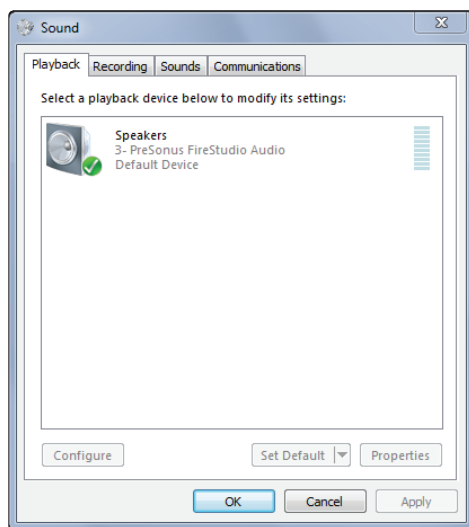 Sound
Playback Recording Sounds Communications
Select a playback device below to modify its settings:
Speakers
3- PreSonus FireStudio Audio
Default Device
Configure Set Default Properties
OK Cancel Apply